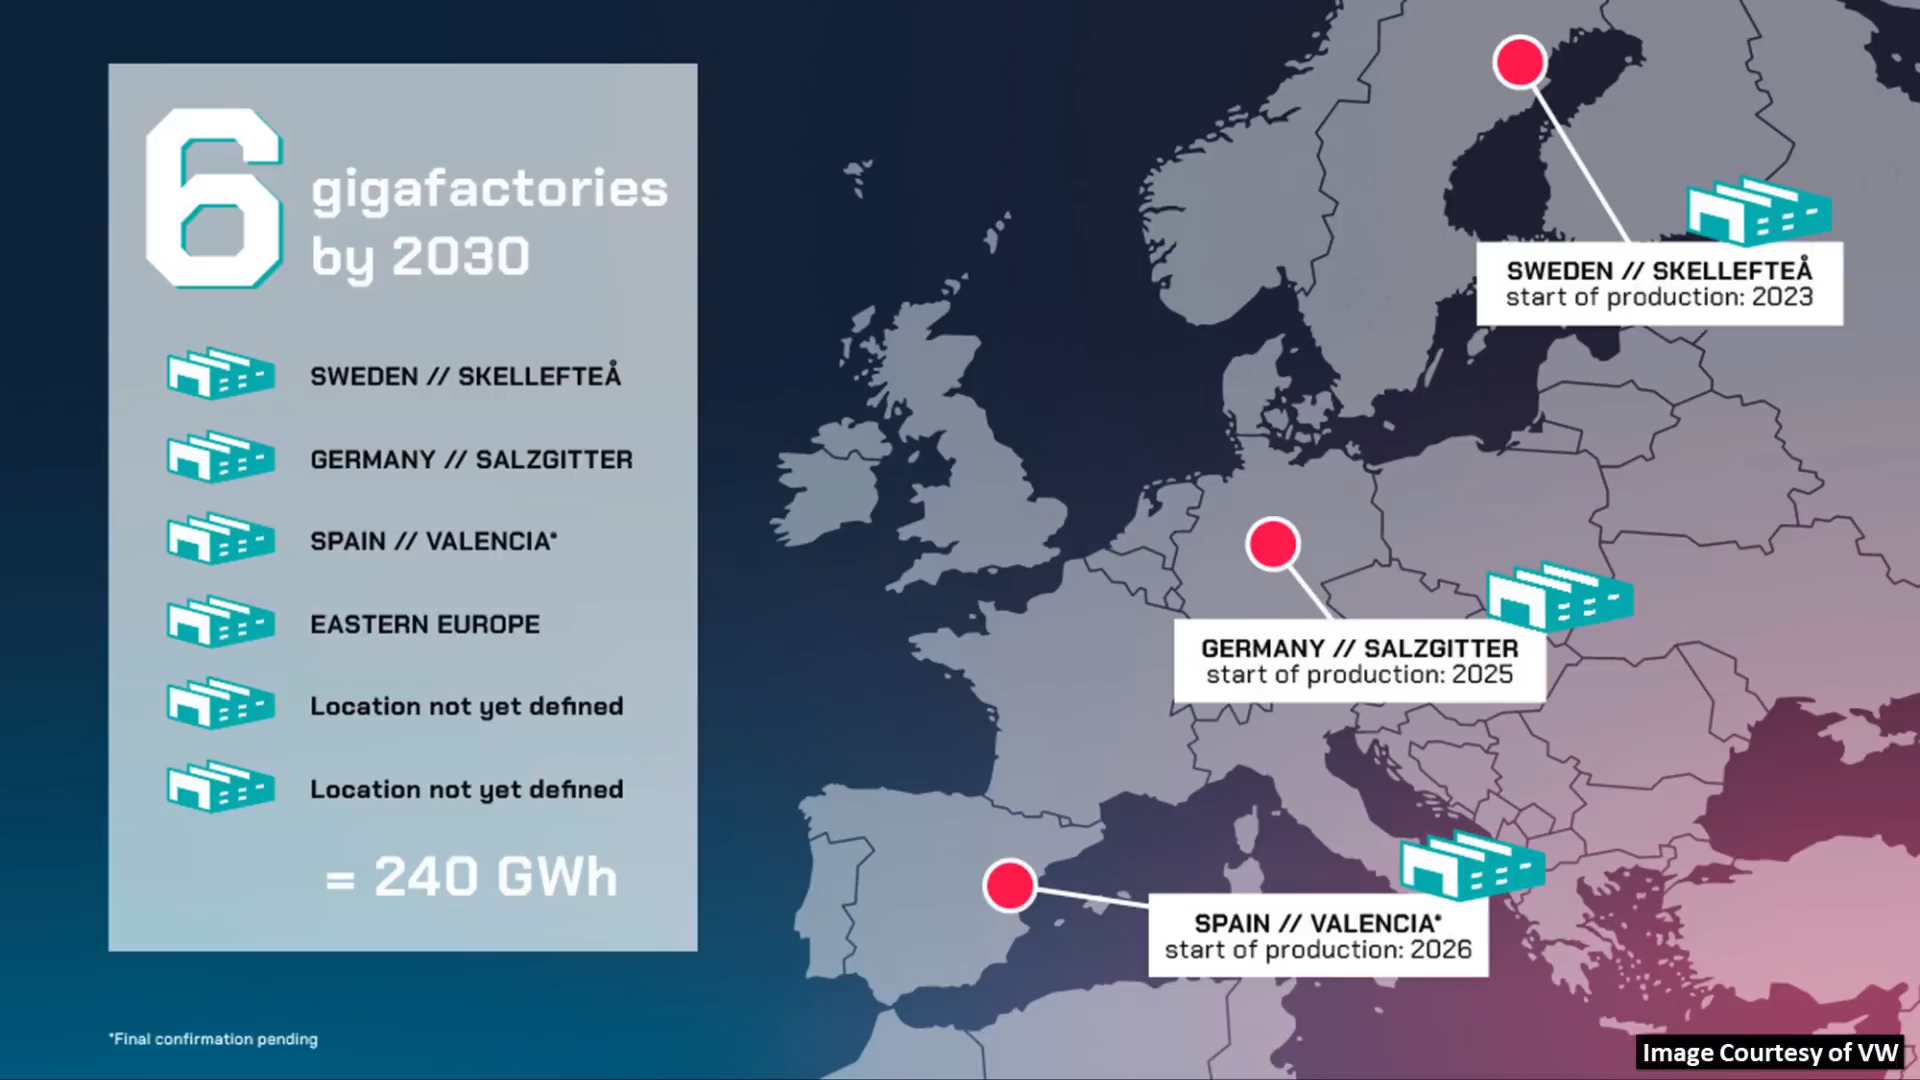 6
gigafactories
by 2030
SWEDEN // SKELLEFTEÅ
GERMANY // SALZGITTER
SPAIN // VALENCIA*
EASTERN EUROPE
Location not yet defined
Location not yet defined
= 240 GWh
*Final confirmation pending
SWEDEN // SKELLEFTEÅ
start of production: 2023
GERMANY // SALZGITTER
start of production: 2025
SPAIN // VALENCIA*
start of production: 2026
Image Courtesy of VW